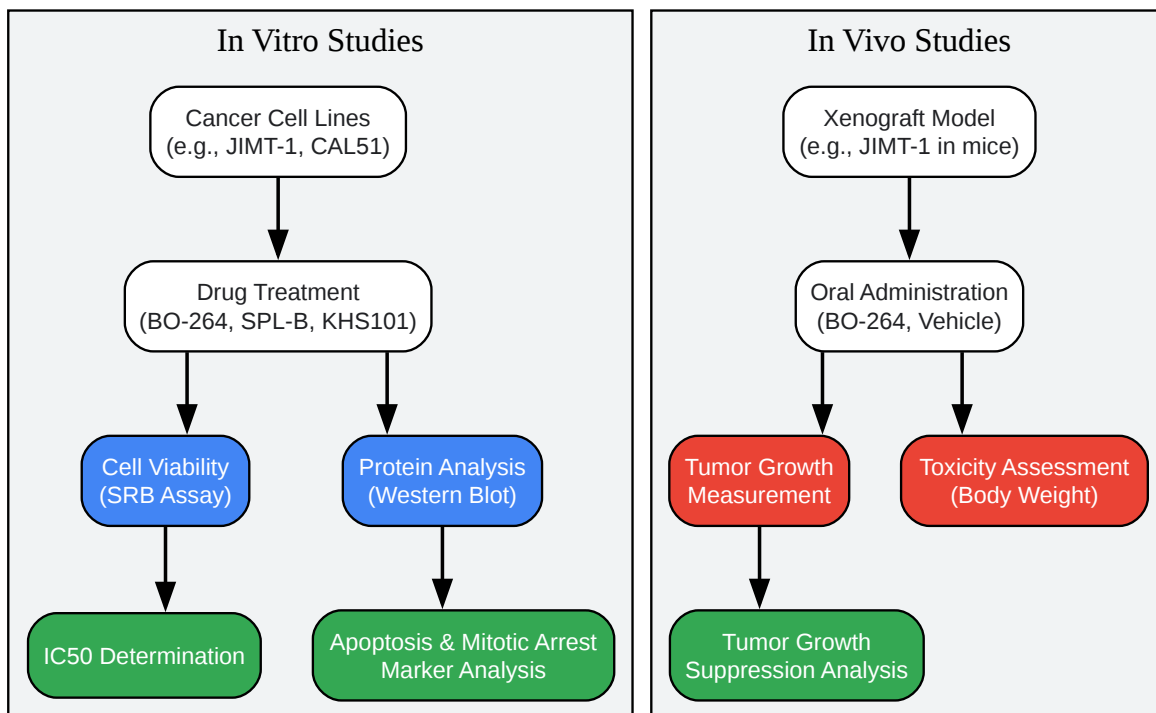 In Vitro Studies
Cancer Cell Lines
(e.g., JIMT-1, CAL51)
Drug Treatment
(BO-264, SPL-B, KHS101)
Cell Viability
(SRB Assay)
Protein Analysis
(Western Blot)
IC50 Determination
Apoptosis & Mitotic Arrest
Marker Analysis
In Vivo Studies
Xenograft Model
(e.g., JIMT-1 in mice)
Oral Administration
(BO-264, Vehicle)
Tumor Growth
Measurement
Toxicity Assessment
(Body Weight)
Tumor Growth
Suppression Analysis